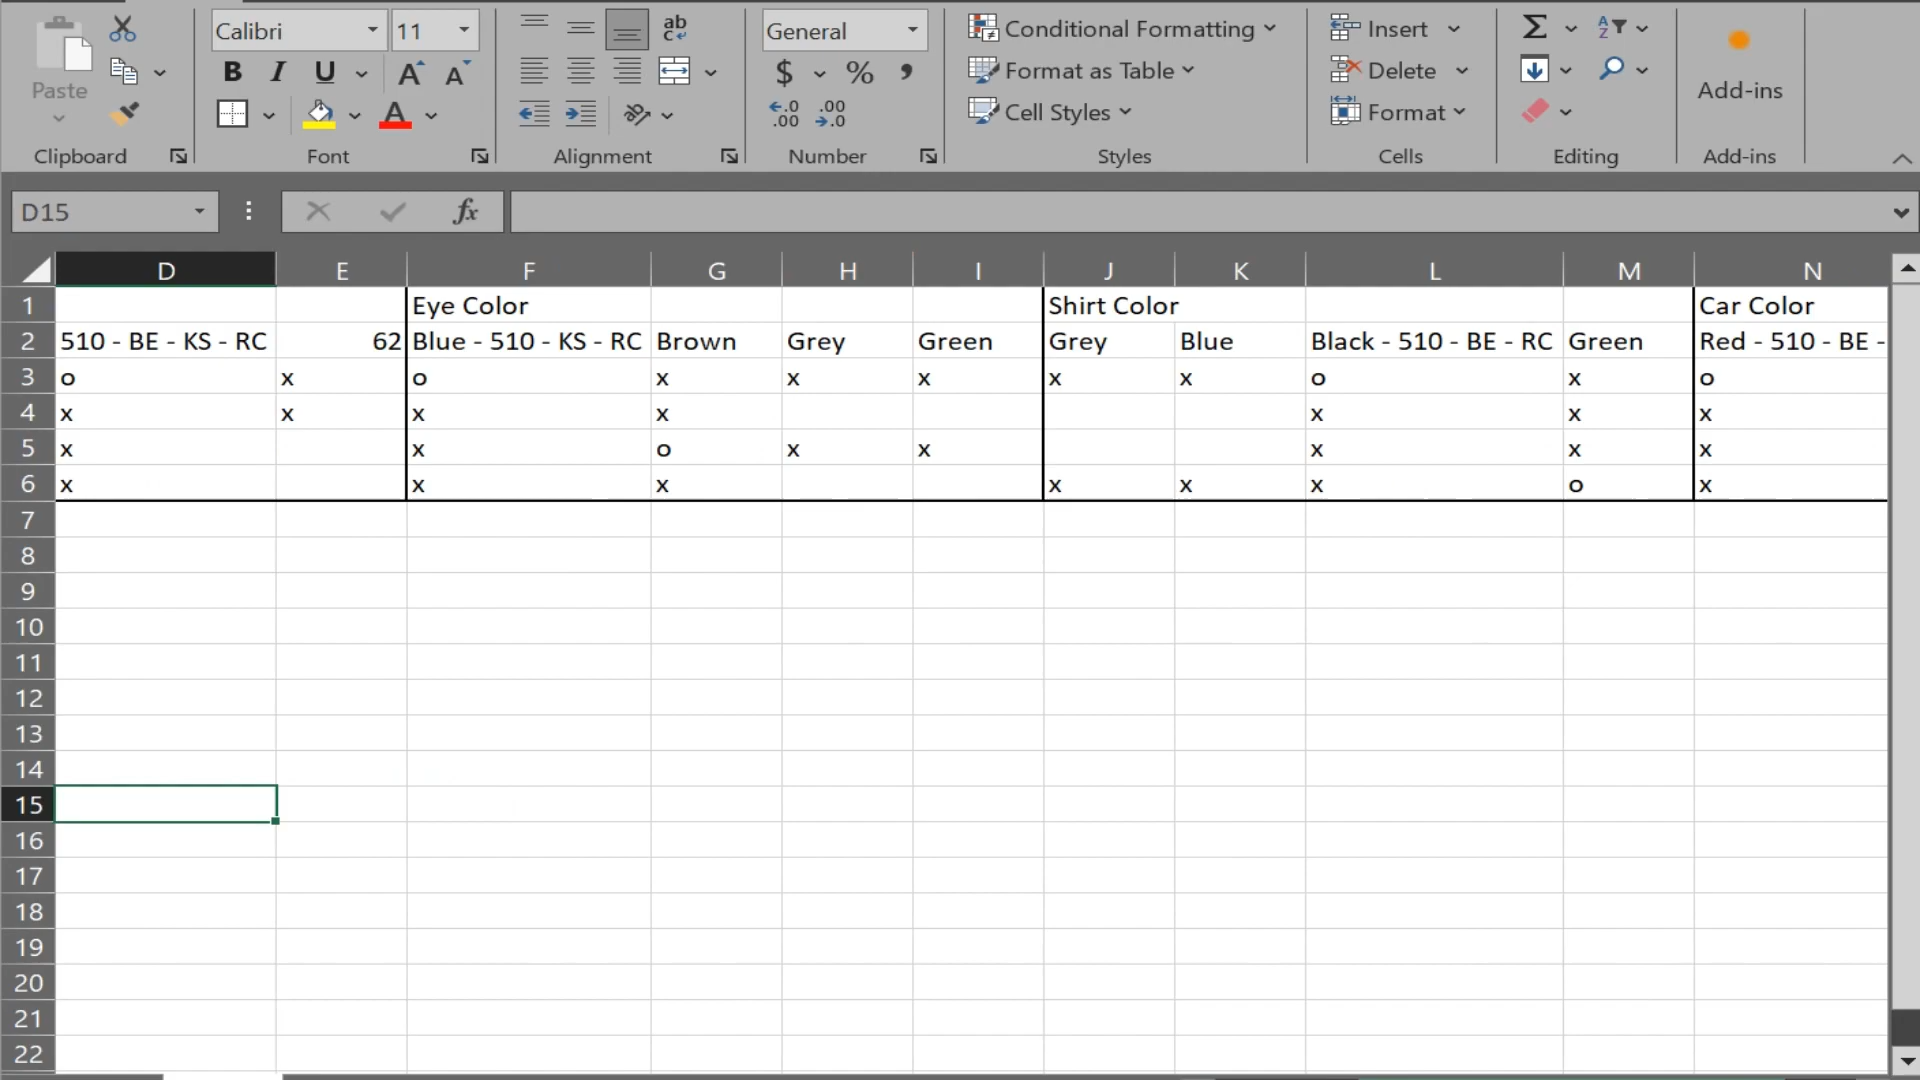 Calibri 11 General Conditional Formatting Insert
Paste B I U $ % Format as Table Delete Add-ins
Cell Styles Format
Clipboard Font Alignment Number Styles Cells Editing Add-ins
D15 fx
D E F G H I J K L M N
1 Eye Color Shirt Color Car Color
2 510 - BE - KS - RC 62 Blue - 510 - KS - RC Brown Grey Green Grey Blue Black - 510 - BE - RC Green Red - 510 - BE -
3 o x o x x x x x o x o
4 x x x x x x x
5 x x o x x x x x
6 x x x x x x o x
7
8
9
10
11
12
13
14
15
16
17
18
19
20
21
22